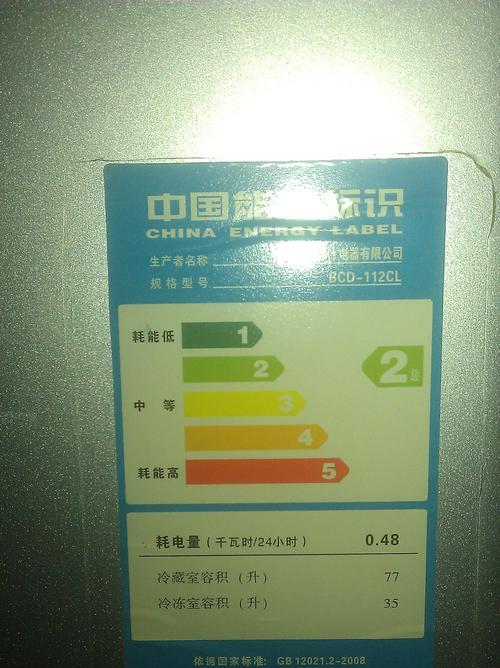 中国能 标识
CHINA ENERGY LABEL
生产者名称 电器有限公司
规格型号 BCD-112CL
耗能低 1
2 2级
中 等 3
4
耗能高 5
耗电量(千瓦时/24小时) 0.48
冷藏室容积(升) 77
冷冻室容积(升) 35
依据国家标准: GB 12021.2-2008